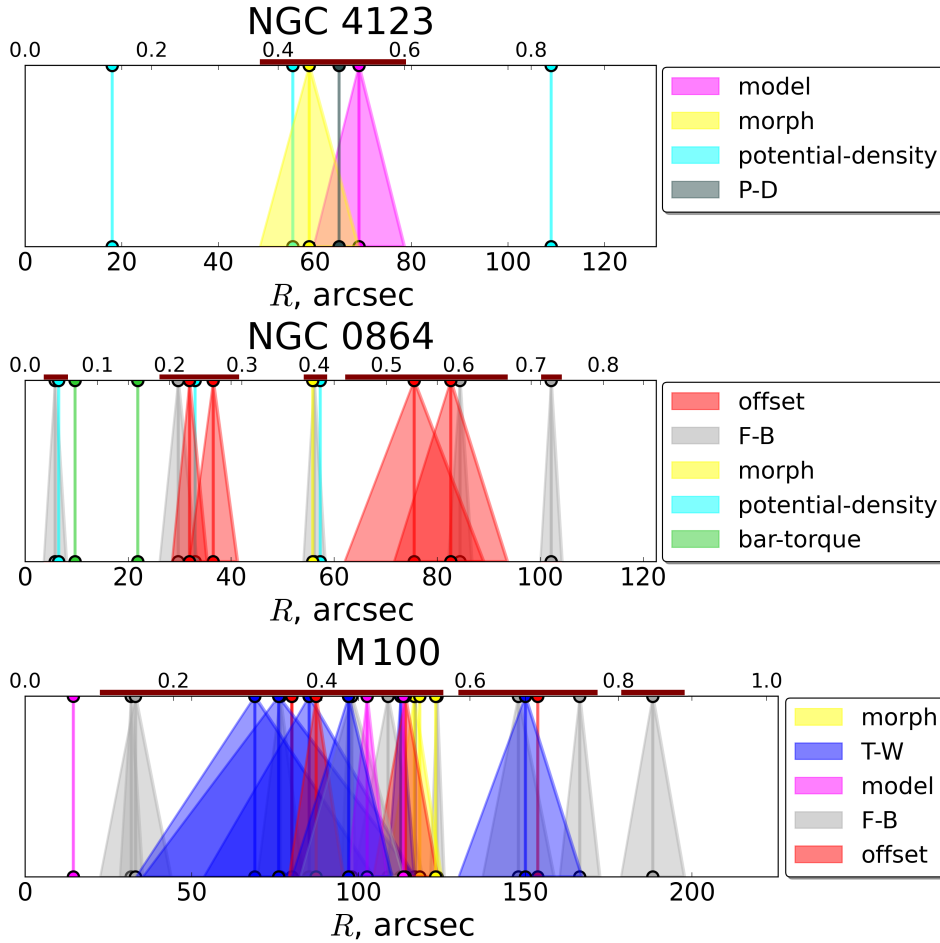 NGC 4123
0.0 0.2 0.4 0.6 0.8
model
morph
potential-density
P-D
0 20 40 60 80 100 120
R, arcsec
NGC 0864
0.0 0.1 0.2 0.3 0.4 0.5 0.6 0.7 0.8
offset
F-B
morph
potential-density
bar-torque
0 20 40 60 80 100 120
R, arcsec
M 100
0.0 0.2 0.4 0.6 0.8 1.0
morph
T-W
model
F-B
offset
0 50 100 150 200
R, arcsec